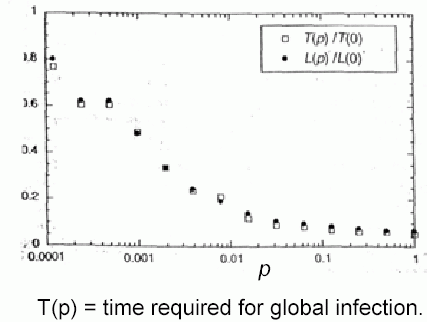 1
0.8
0.6
0.4
0.2
0
0.0001 0.001 0.01 0.1 1
p
T(p) /T(0)
L(p) /L(0)
T(p) = time required for global infection.